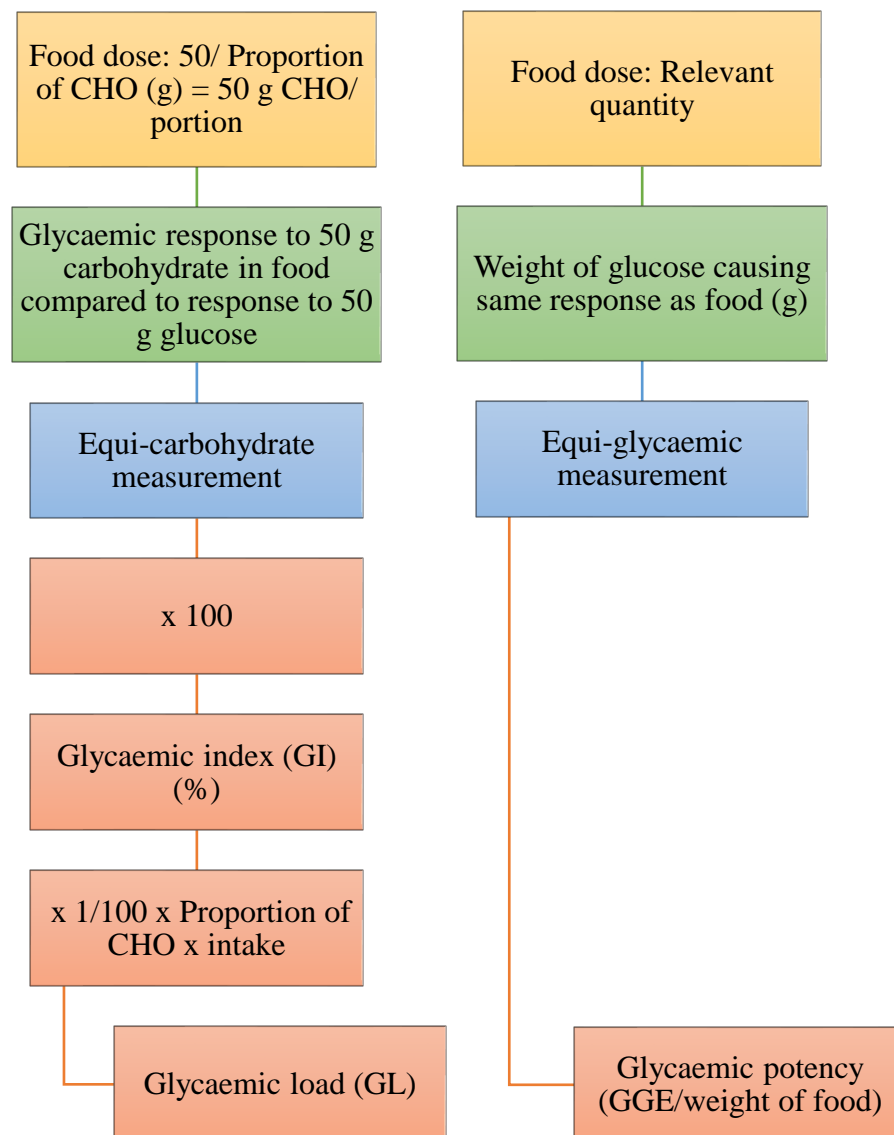 Food dose: 50/ Proportion
of CHO (g) = 50 g CHO/
portion
Glycaemic response to 50 g
carbohydrate in food
compared to response to 50
g glucose
Equi-carbohydrate
measurement
x 100
Glycaemic index (GI)
(%)
x 1/100 x Proportion of
CHO x intake
Glycaemic load (GL)
Food dose: Relevant
quantity
Weight of glucose causing
same response as food (g)
Equi-glycaemic
measurement
Glycaemic potency
(GGE/weight of food)